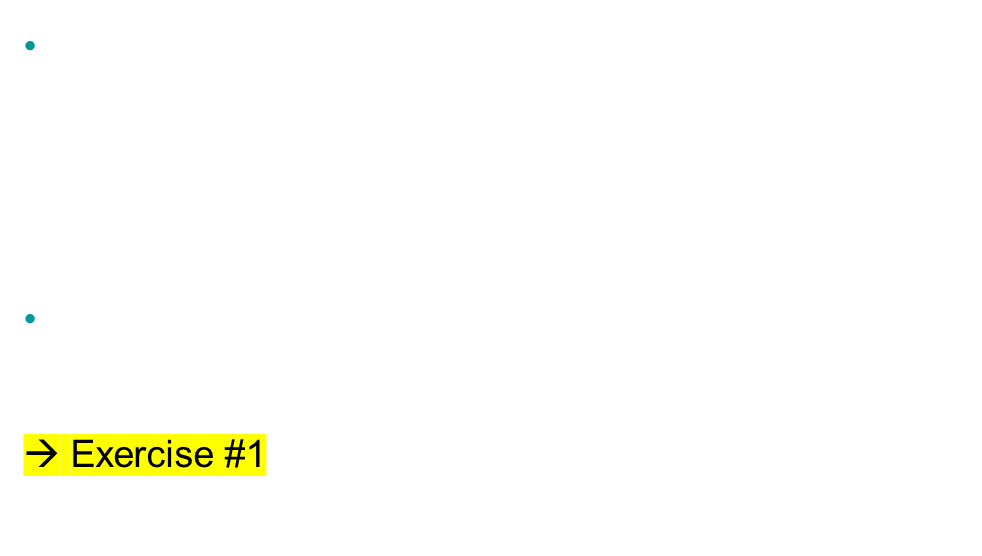 •
•
→ Exercise #1